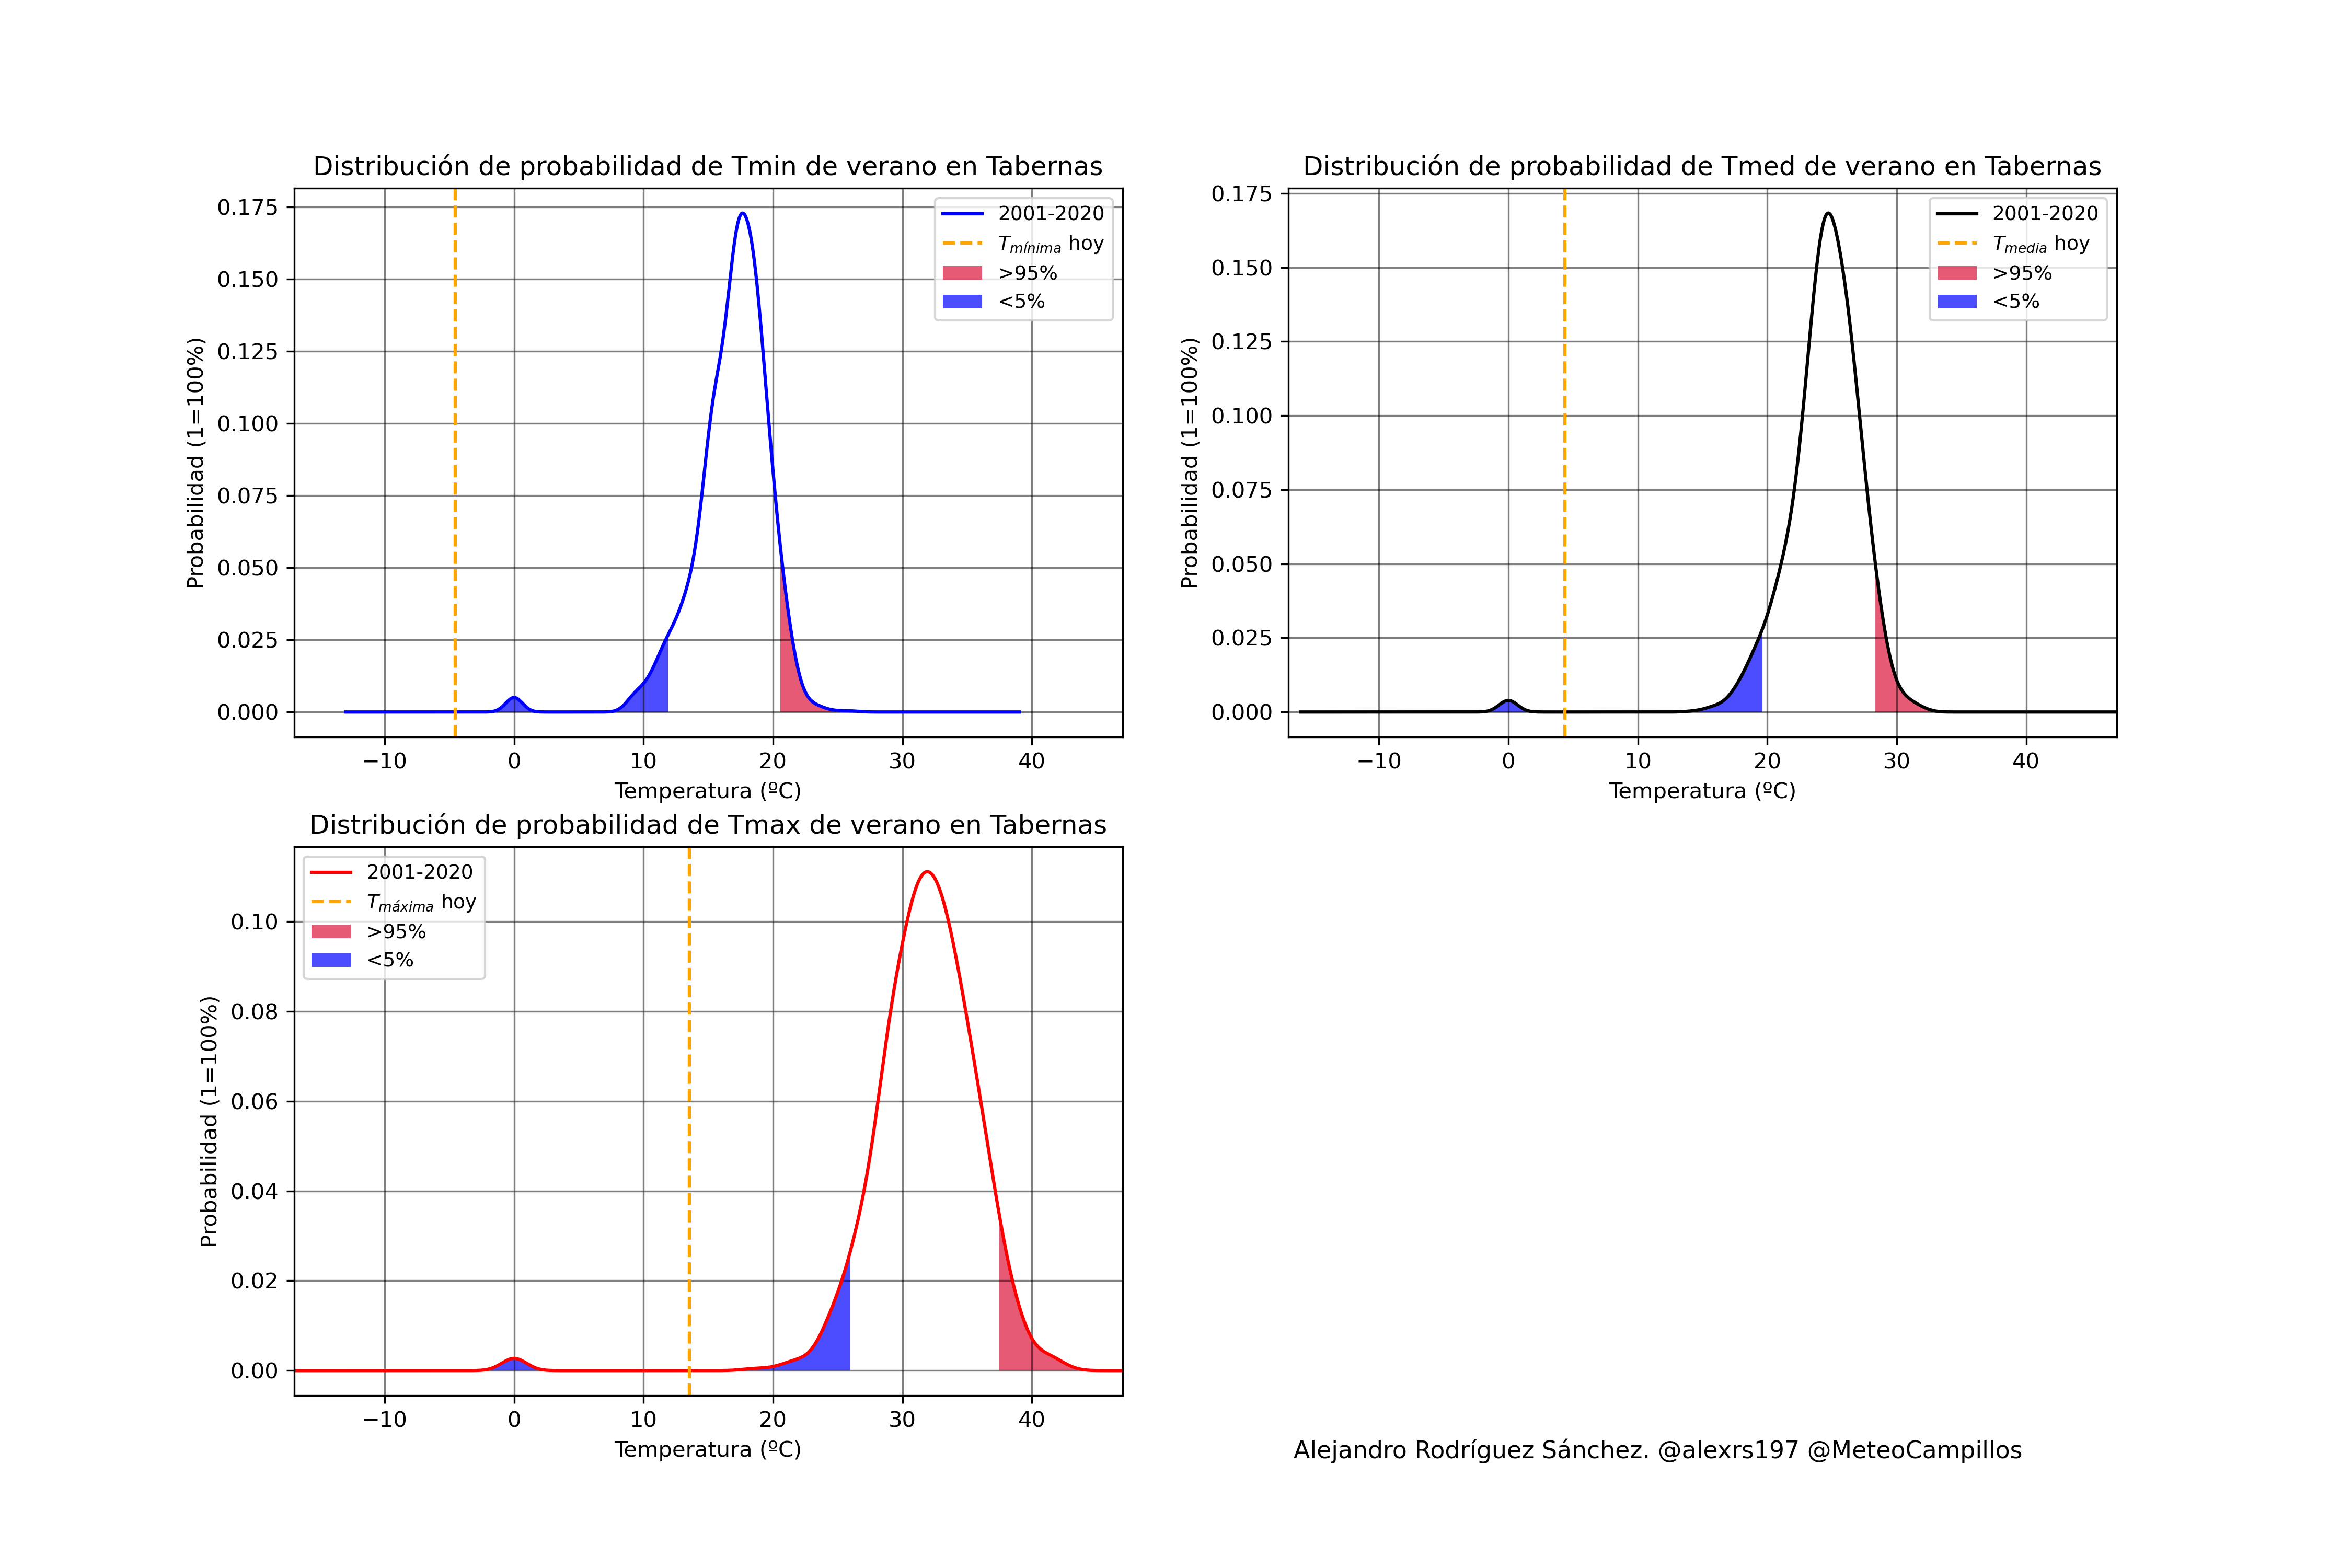 Distribución de probabilidad de Tmin de verano en Tabernas
0.175
0.150
0.125
0.100
0.075
0.050
0.025
0.000
Probabilidad (1=100%)
2001-2020
Tmínima hoy
>95%
<5%
−10 0 10 20 30 40
Temperatura (ºC)
Distribución de probabilidad de Tmed de verano en Tabernas
0.175
0.150
0.125
0.100
0.075
0.050
0.025
0.000
Probabilidad (1=100%)
2001-2020
Tmedia hoy
>95%
<5%
−10 0 10 20 30 40
Temperatura (ºC)
Distribución de probabilidad de Tmax de verano en Tabernas
0.10
0.08
0.06
0.04
0.02
0.00
Probabilidad (1=100%)
2001-2020
Tmáxima hoy
>95%
<5%
−10 0 10 20 30 40
Temperatura (ºC)
Alejandro Rodríguez Sánchez. @alexrs197 @MeteoCampillos